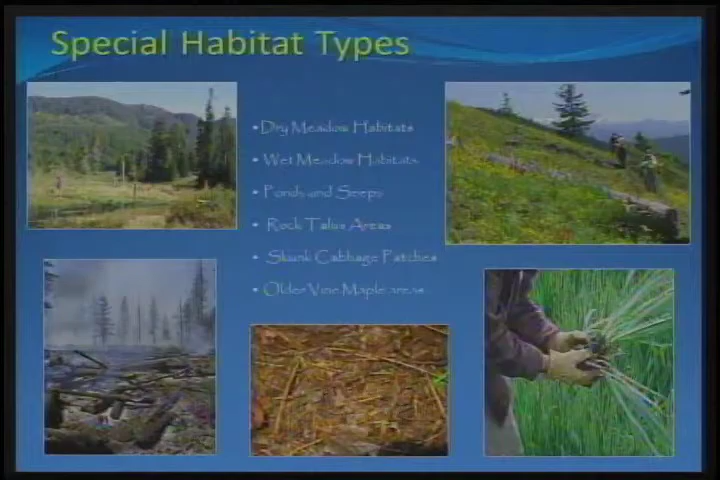 Special Habitat Types
• Dry Meadow Habitats
• Wet Meadow Habitats
• Ponds and Seeps
• Rock Talus Areas
• Skunk Cabbage Patches
• Older Vine Maple areas